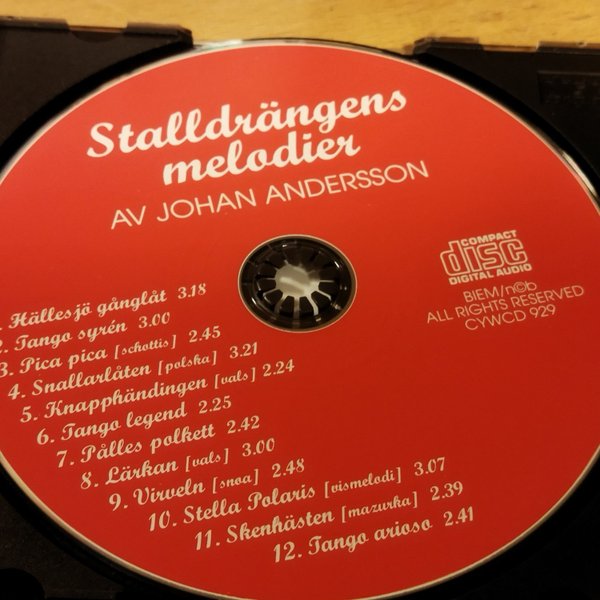 Stalldrängens
melodier
AV JOHAN ANDERSSON
COMPACT
disc
DIGITAL AUDIO
BIEM/n©b
ALL RIGHTS RESERVED
CYWCD 929
. Hällesjö gånglåt 3.18
2. Tango syrén 3.00
3. Pica pica [schottis] 2.45
4. Snallarlåten [polska] 3.21
5. Knapphändingen [vals] 2.24
6. Tango legend 2.25
7. Pålles polkett 2.42
8. Lärkan [vals] 3.00
9. Virveln [snoa] 2.48
10. Stella Polaris [vismelodi] 3.07
11. Skenhästen [mazurka] 2.39
12. Tango arioso 2.41